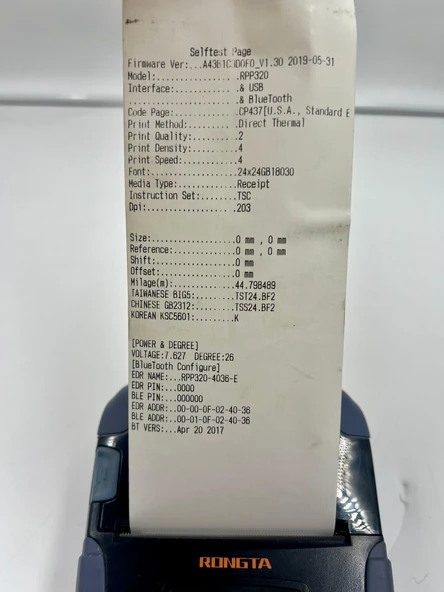 Selftest Page
Firmware Ver:...A43B1C3D0F0_V1.30 2019-05-31
Model:..............RPP320
Interface:..........& USB
....................& BlueTooth
Code Page:..........CP437[U.S.A., Standard E
Print Method:.......Direct Thermal
Print Quality:......2
Print Density:......4
Print Speed:........4
Font:...............24x24GB18030
Media Type:.........Receipt
Instruction Set:....TSC
Dpi:................203
Size:...............0 mm , 0 mm
Reference:..........0 mm , 0 mm
Shift:..............0 mm
Offset:.............0 mm
Milage(m):..........44.798489
TAIWANESE BIG5:.......TST24.BF2
CHINESE GB2312:.......TSS24.BF2
KOREAN KSC5601:.......K
[POWER & DEGREE]
VOLTAGE:7.627 DEGREE:26
[BlueTooth Configure]
EDR NAME:...RPP320-4036-E
EDR PIN:...0000
BLE PIN:...000000
EDR ADDR:..00-00-0F-02-40-36
BLE ADDR:..00-01-0F-02-40-36
BT VERS:...Apr 20 2017
RONGTA